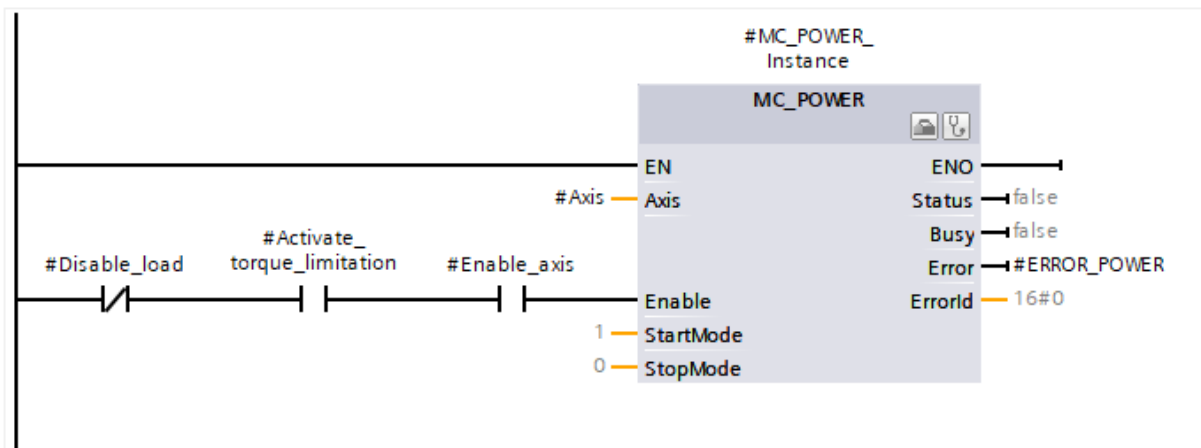 #MC_POWER_
Instance
MC_POWER
EN
ENO
#Axis
Axis
Status
false
Busy
false
#Disable_load
#Activate_
torque_limitation
#Enable_axis
Error
#ERROR_POWER
Enable
ErrorId
16#0
1
StartMode
0
StopMode